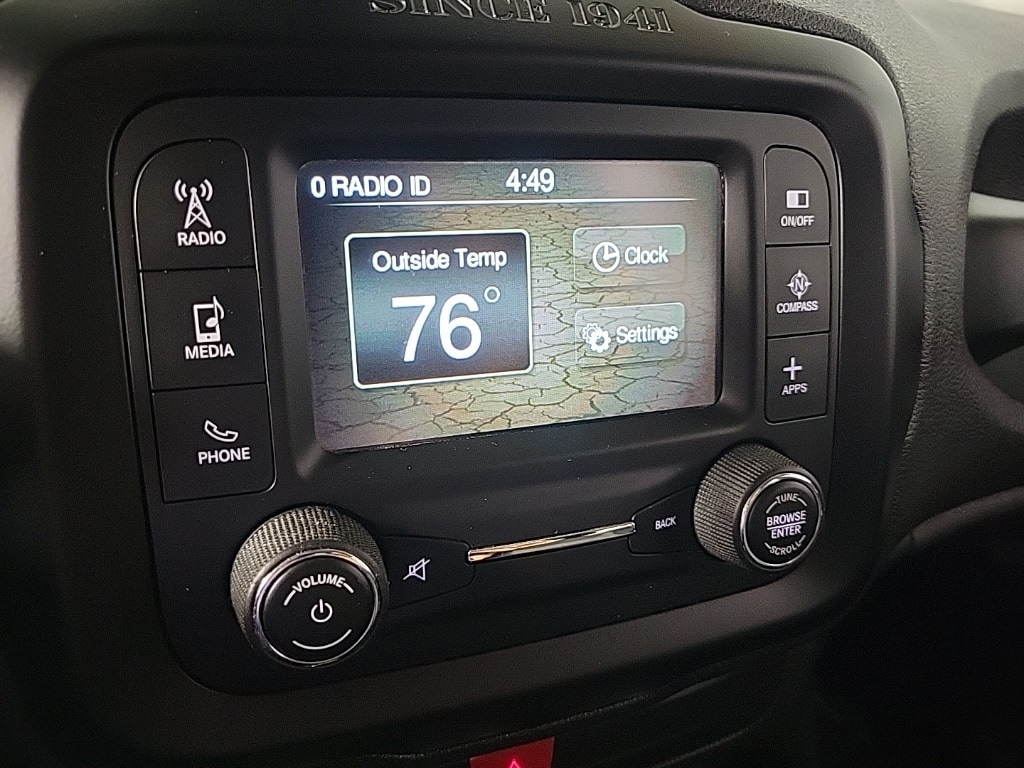 SINCE 1941
0 RADIO ID 4:49
Outside Temp
76°
Clock
Settings
RADIO
MEDIA
PHONE
ON/OFF
N
COMPASS
APPS
VOLUME
BACK
TUNE
BROWSE
ENTER
SCROLL